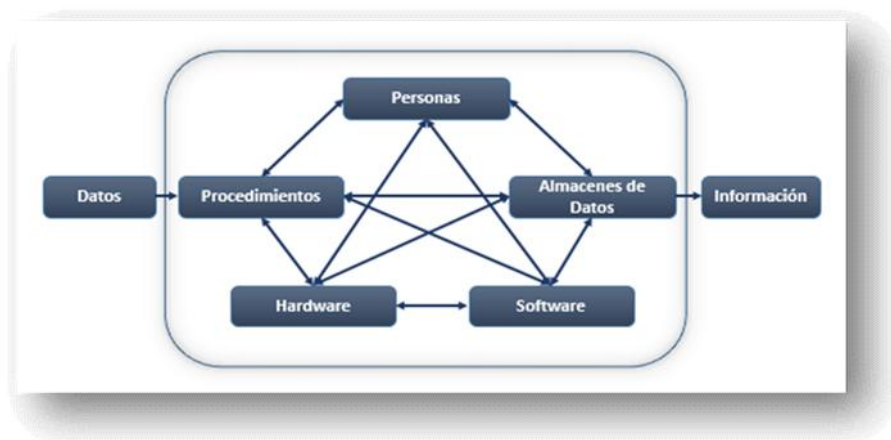 Personas
Datos
Procedimientos
Almacenes de
Datos
Información
Hardware
Software